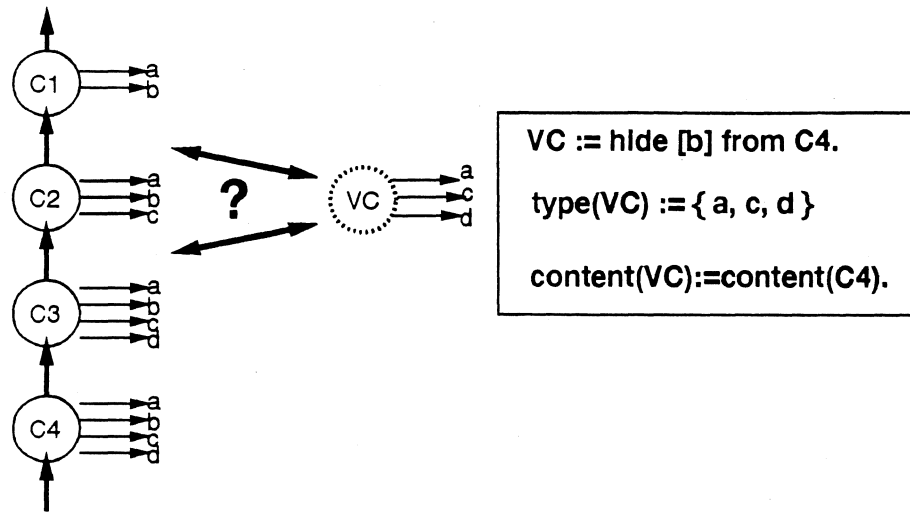 C1
a
b
C2
a
b
c
C3
a
b
c
d
C4
a
b
c
d
?
VC
a
c
d
VC := hide [b] from C4.
type(VC) := { a, c, d }
content(VC):=content(C4).